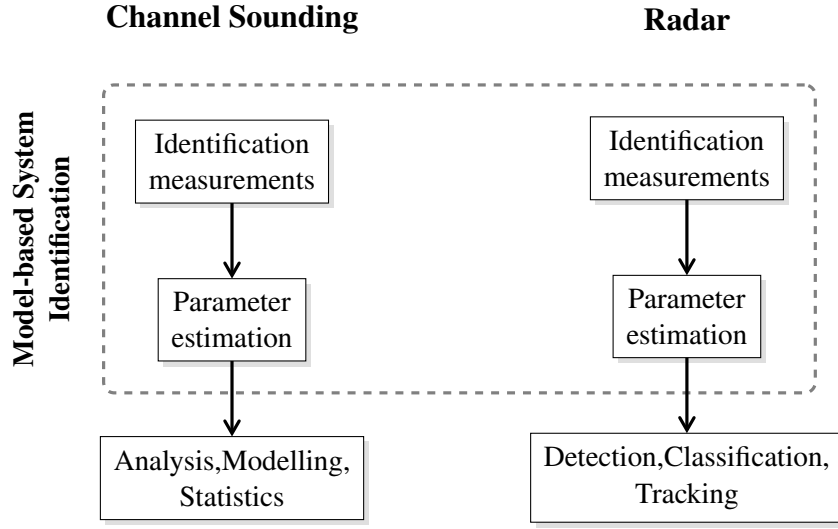 Channel Sounding
Radar
Model-based System
Identification
Identification
measurements
Parameter
estimation
Analysis,Modelling,
Statistics
Identification
measurements
Parameter
estimation
Detection,Classification,
Tracking